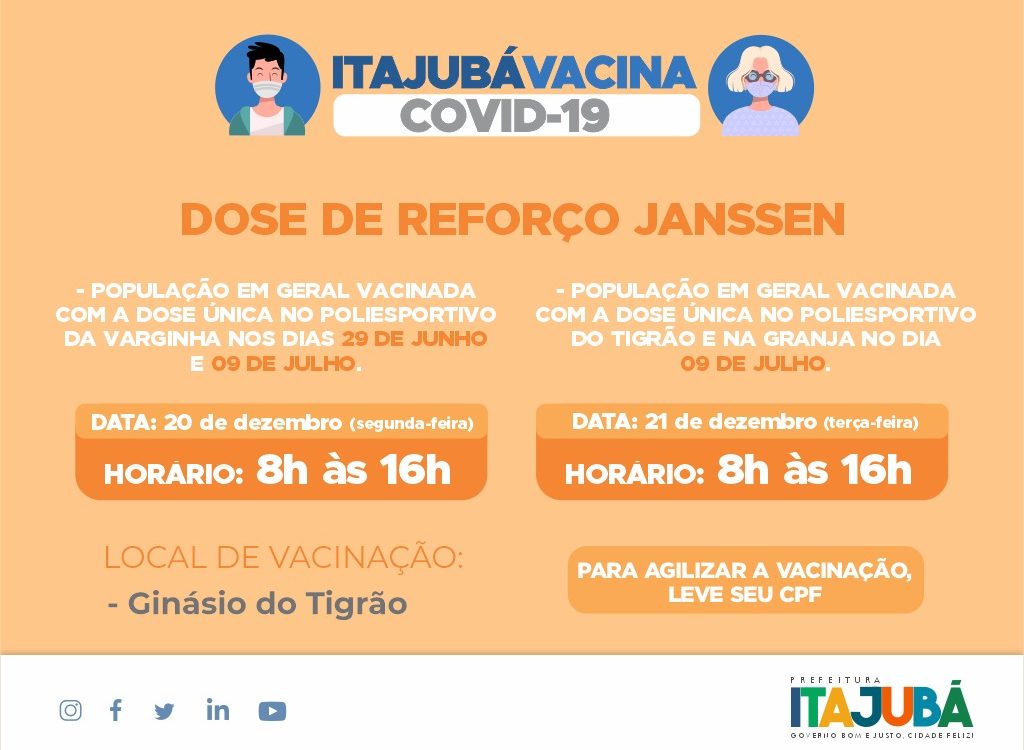 ITAJUBÁVACINA
COVID-19
DOSE DE REFORÇO JANSSEN
- POPULAÇÃO EM GERAL VACINADA
COM A DOSE ÚNICA NO POLIESPORTIVO
DA VARGINHA NOS DIAS 29 DE JUNHO
E 09 DE JULHO.
DATA: 20 de dezembro (segunda-feira)
HORÁRIO: 8h às 16h
- POPULAÇÃO EM GERAL VACINADA
COM A DOSE ÚNICA NO POLIESPORTIVO
DO TIGRÃO E NA GRANJA NO DIA
09 DE JULHO.
DATA: 21 de dezembro (terça-feira)
HORÁRIO: 8h às 16h
LOCAL DE VACINAÇÃO:
- Ginásio do Tigrão
PARA AGILIZAR A VACINAÇÃO,
LEVE SEU CPF
PREFEITURA
ITAJUBÁ
GOVERNO BOM E JUSTO, CIDADE FELIZ!